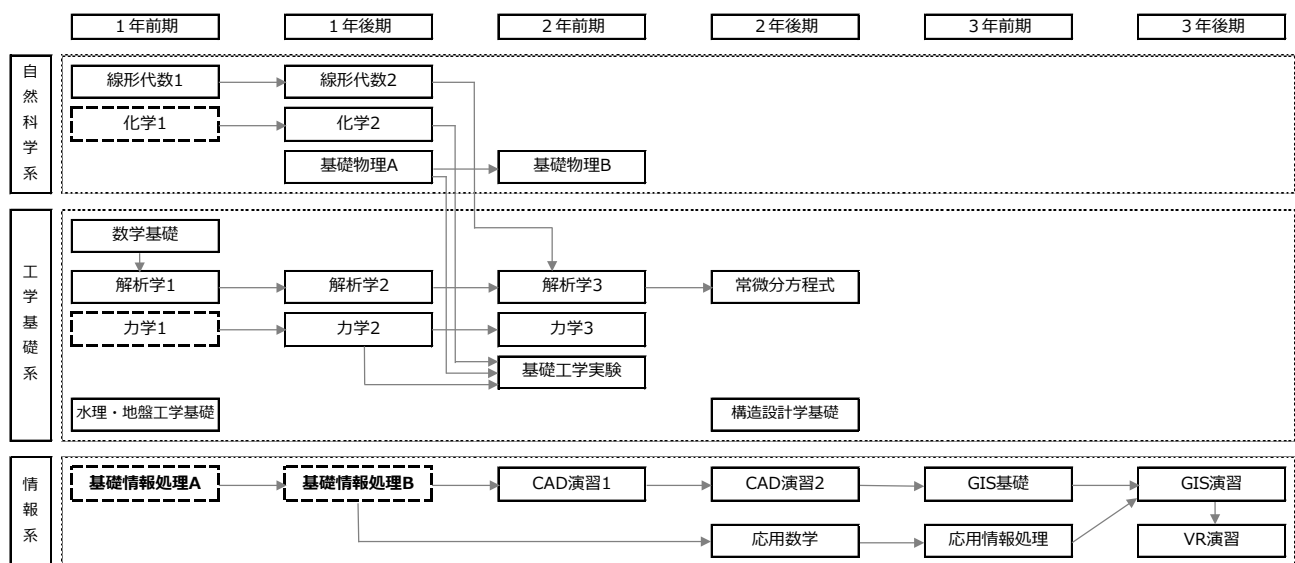 1年前期
1年後期
2年前期
2年後期
3年前期
3年後期
自然科学系
線形代数1
線形代数2
化学1
化学2
基礎物理A
基礎物理B
工学基礎系
数学基礎
解析学1
解析学2
解析学3
常微分方程式
力学1
力学2
力学3
基礎工学実験
水理・地盤工学基礎
構造設計学基礎
情報系
基礎情報処理A
基礎情報処理B
CAD演習1
CAD演習2
GIS基礎
GIS演習
応用数学
応用情報処理
VR演習